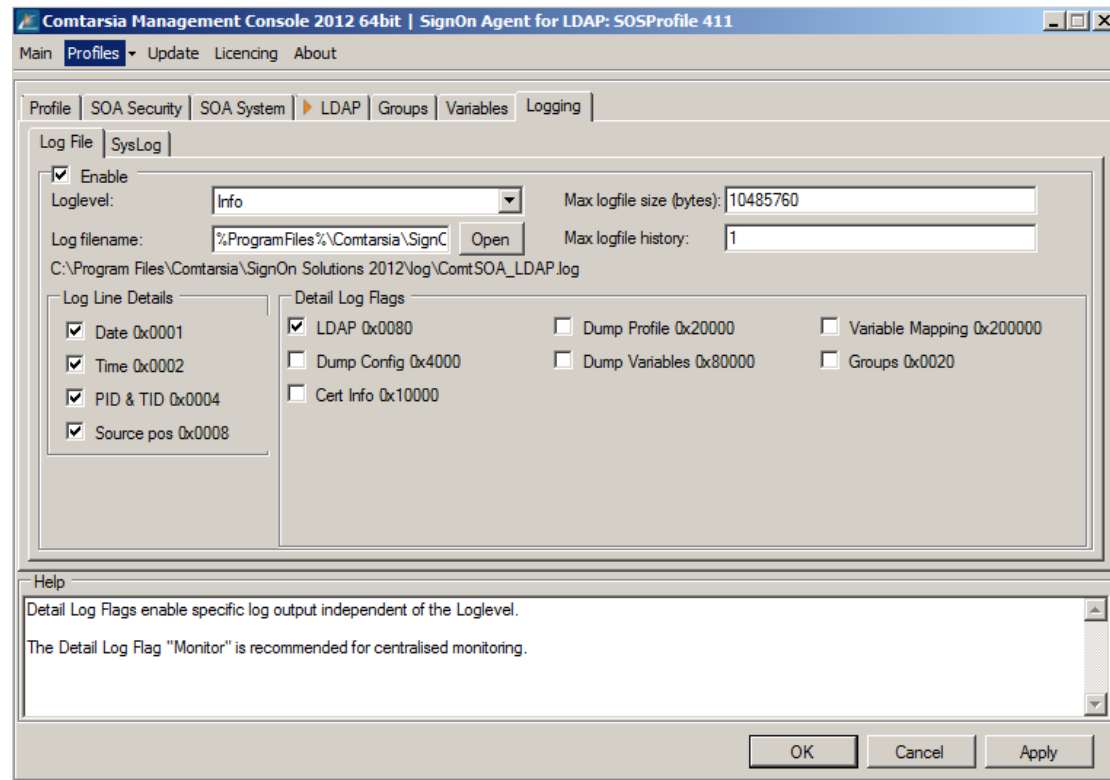 Comtarsia Management Console 2012 64bit | SignOn Agent for LDAP: SOSProfile 411
Main Profiles Update Licencing About
Profile SOA Security SOA System LDAP Groups Variables Logging
Log File SysLog
Enable
Loglevel: Info Max logfile size (bytes): 10485760
Log filename: %ProgramFiles%\Comtarsia\SignO Open Max logfile history: 1
C:\Program Files\Comtarsia\SignOn Solutions 2012\log\ComtSOA_LDAP.log
Log Line Details Detail Log Flags
Date 0x0001 LDAP 0x0080 Dump Profile 0x20000 Variable Mapping 0x200000
Time 0x0002 Dump Config 0x4000 Dump Variables 0x80000 Groups 0x0020
PID & TID 0x0004 Cert Info 0x10000
Source pos 0x0008
Help
Detail Log Flags enable specific log output independent of the Loglevel.
The Detail Log Flag "Monitor" is recommended for centralised monitoring.
OK Cancel Apply